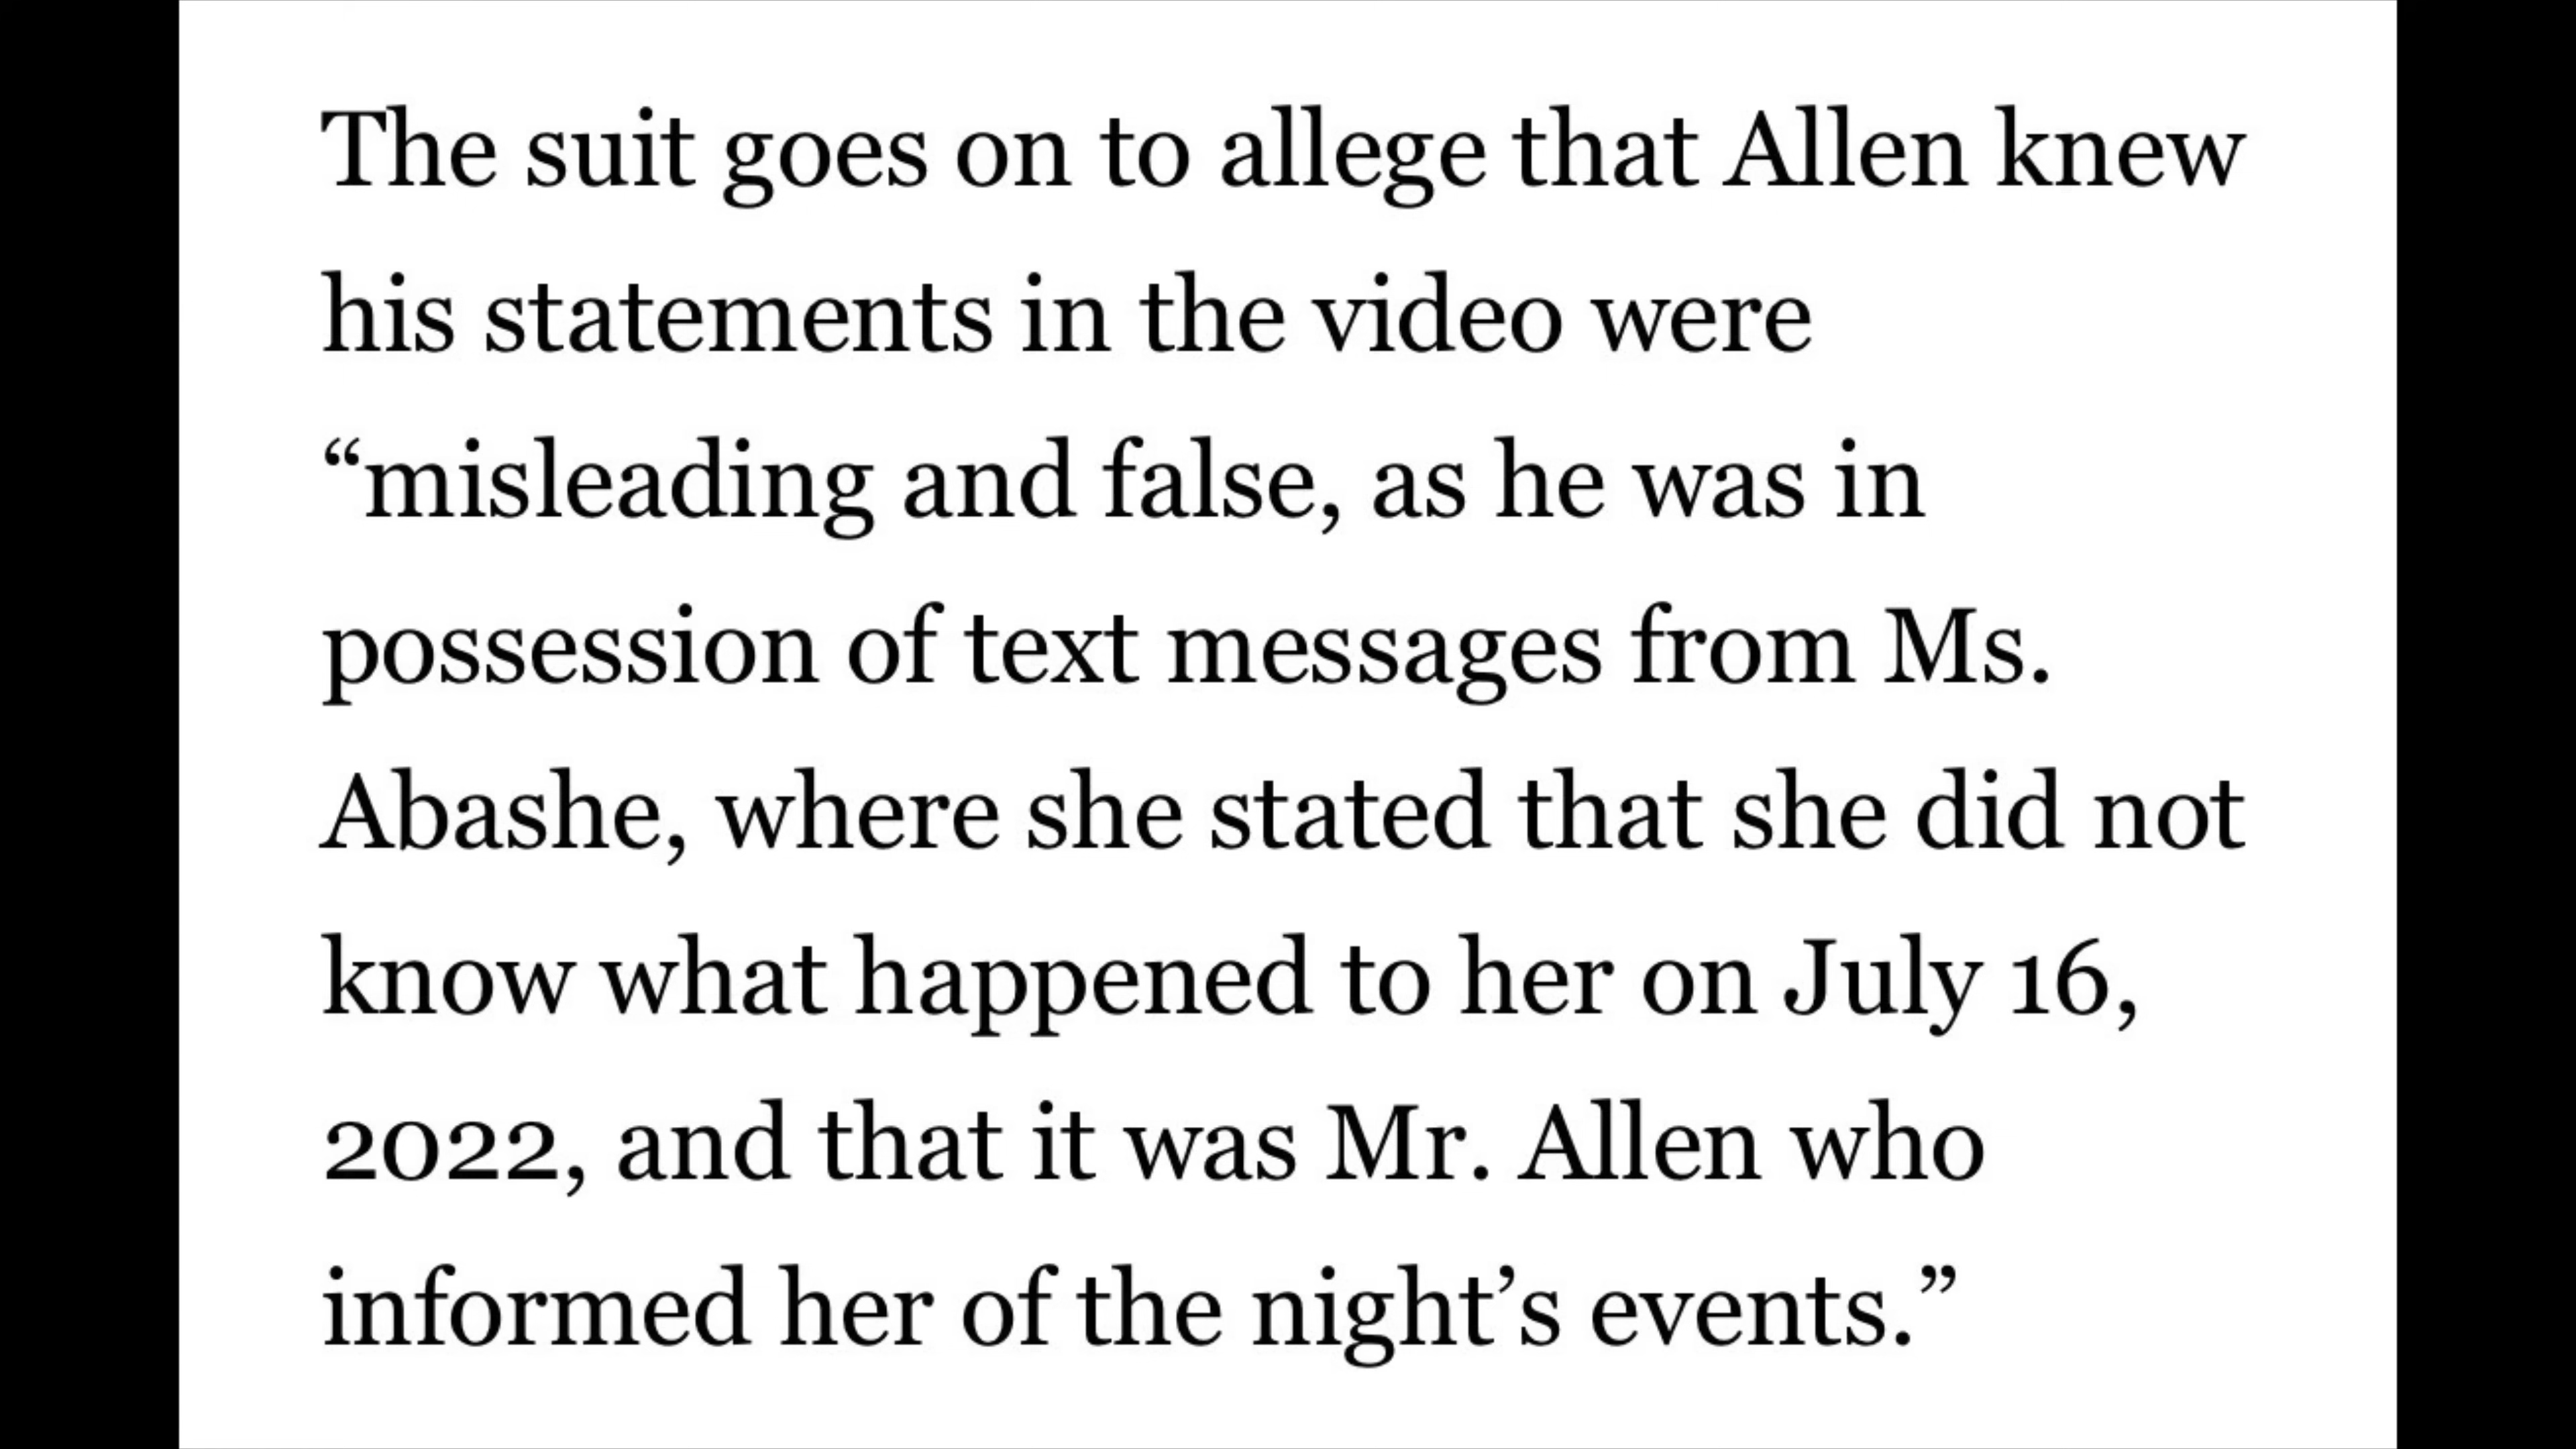 The suit goes on to allege that Allen knew
his statements in the video were
“misleading and false, as he was in
possession of text messages from Ms.
Abashe, where she stated that she did not
know what happened to her on July 16,
2022, and that it was Mr. Allen who
informed her of the night’s events.”